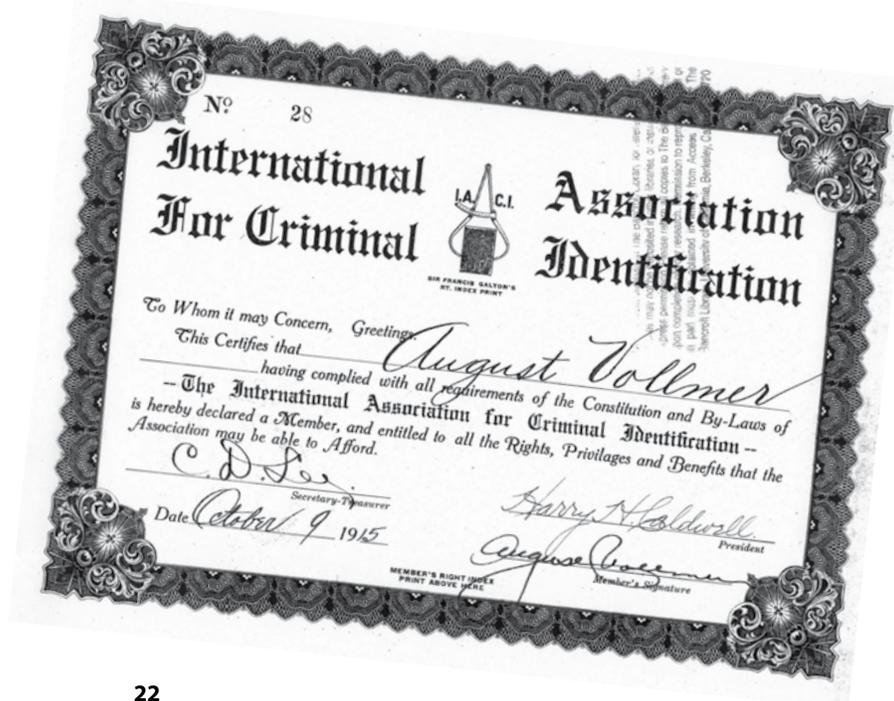 Nº 28
International Association
For Criminal Identification
I.A. C.I.
SIR FRANCIS GALTON'S
RT. INDEX PRINT
To Whom it may Concern, Greetings.
This Certifies that August Vollmer
having complied with all requirements of the Constitution and By-Laws of
-- The International Association for Criminal Identification --
is hereby declared a Member, and entitled to all the Rights, Privilages and Benefits that the
Association may be able to Afford.
C. D. Lee.
Secretary-Treasurer
Date October 9 1915
Harry H. Caldwell.
President
August Vollmer
Member's Signature
MEMBER'S RIGHT INDEX
PRINT ABOVE HERE
22